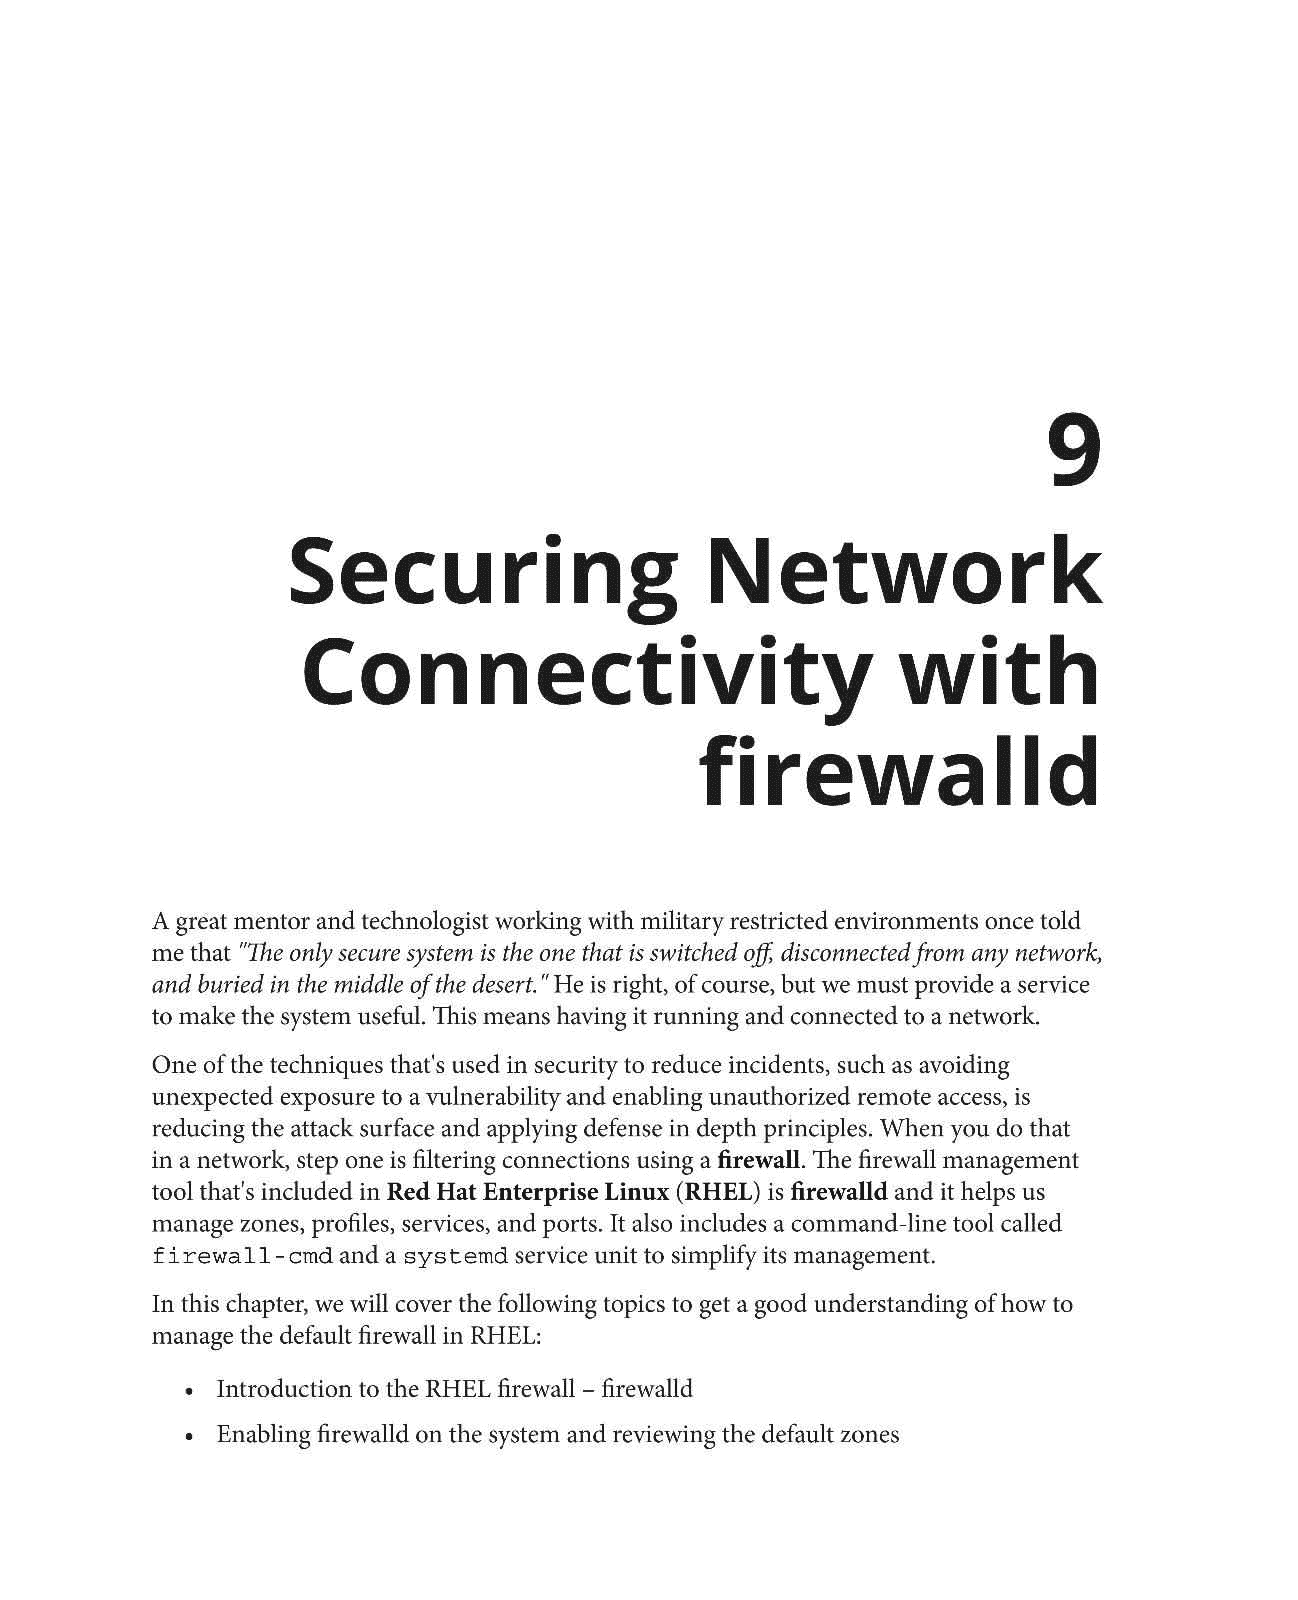 9
Securing Network
Connectivity with
firewalld
A great mentor and technologist working with military restricted environments once told
me that "The only secure system is the one that is switched off, disconnected from any network,
and buried in the middle of the desert." He is right, of course, but we must provide a service
to make the system useful. This means having it running and connected to a network.
One of the techniques that's used in security to reduce incidents, such as avoiding
unexpected exposure to a vulnerability and enabling unauthorized remote access, is
reducing the attack surface and applying defense in depth principles. When you do that
in a network, step one is filtering connections using a firewall. The firewall management
tool that's included in Red Hat Enterprise Linux (RHEL) is firewalld and it helps us
manage zones, profiles, services, and ports. It also includes a command-line tool called
firewall-cmd and a systemd service unit to simplify its management.
In this chapter, we will cover the following topics to get a good understanding of how to
manage the default firewall in RHEL:
• Introduction to the RHEL firewall – firewalld
• Enabling firewalld on the system and reviewing the default zones